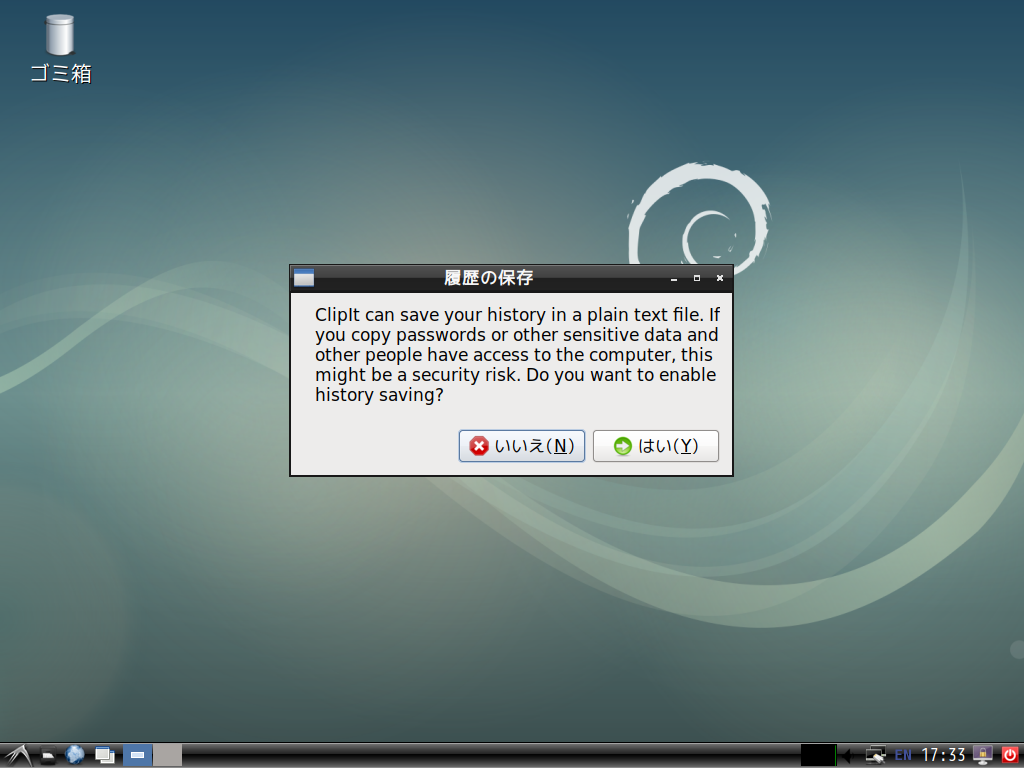 ゴミ箱
履歴の保存
ClipIt can save your history in a plain text file. If
you copy passwords or other sensitive data and
other people have access to the computer, this
might be a security risk. Do you want to enable
history saving?
いいえ(N)
はい(Y)
EN
17:33